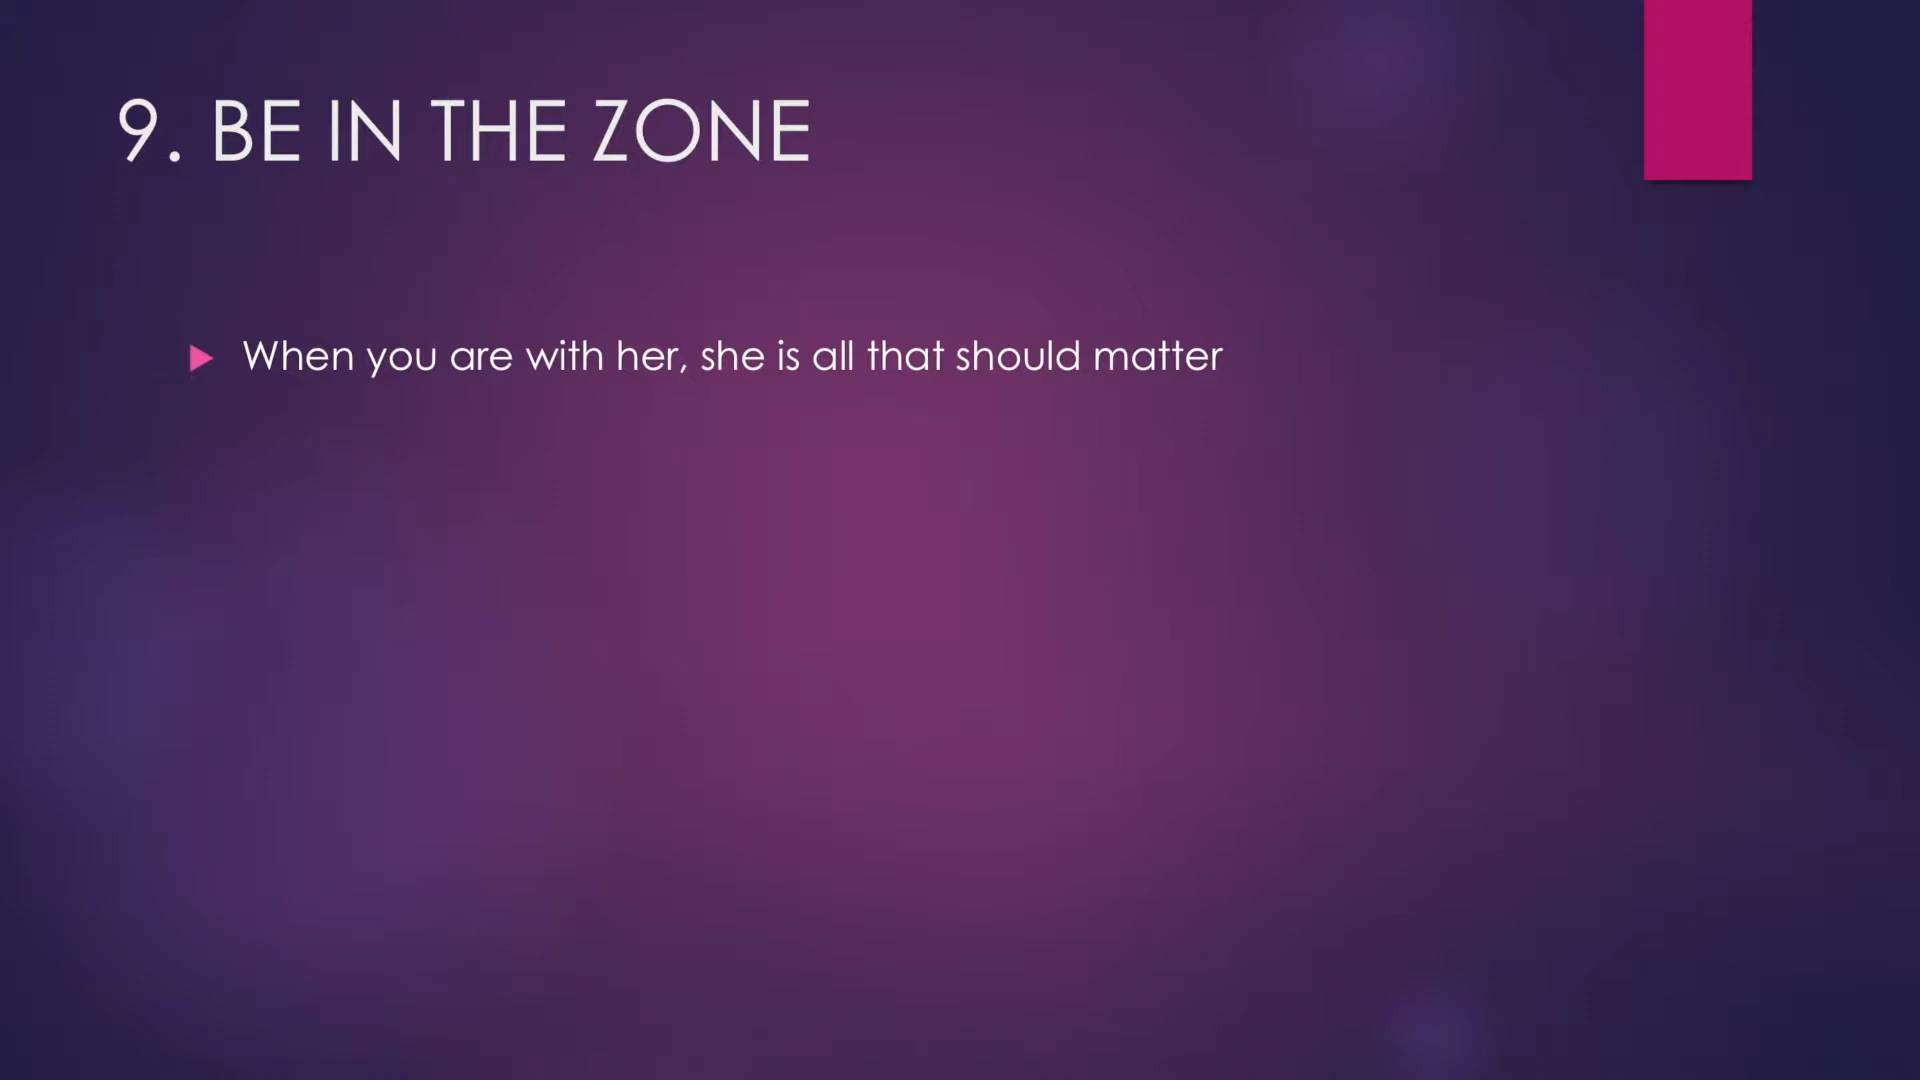 9. BE IN THE ZONE
When you are with her, she is all that should matter